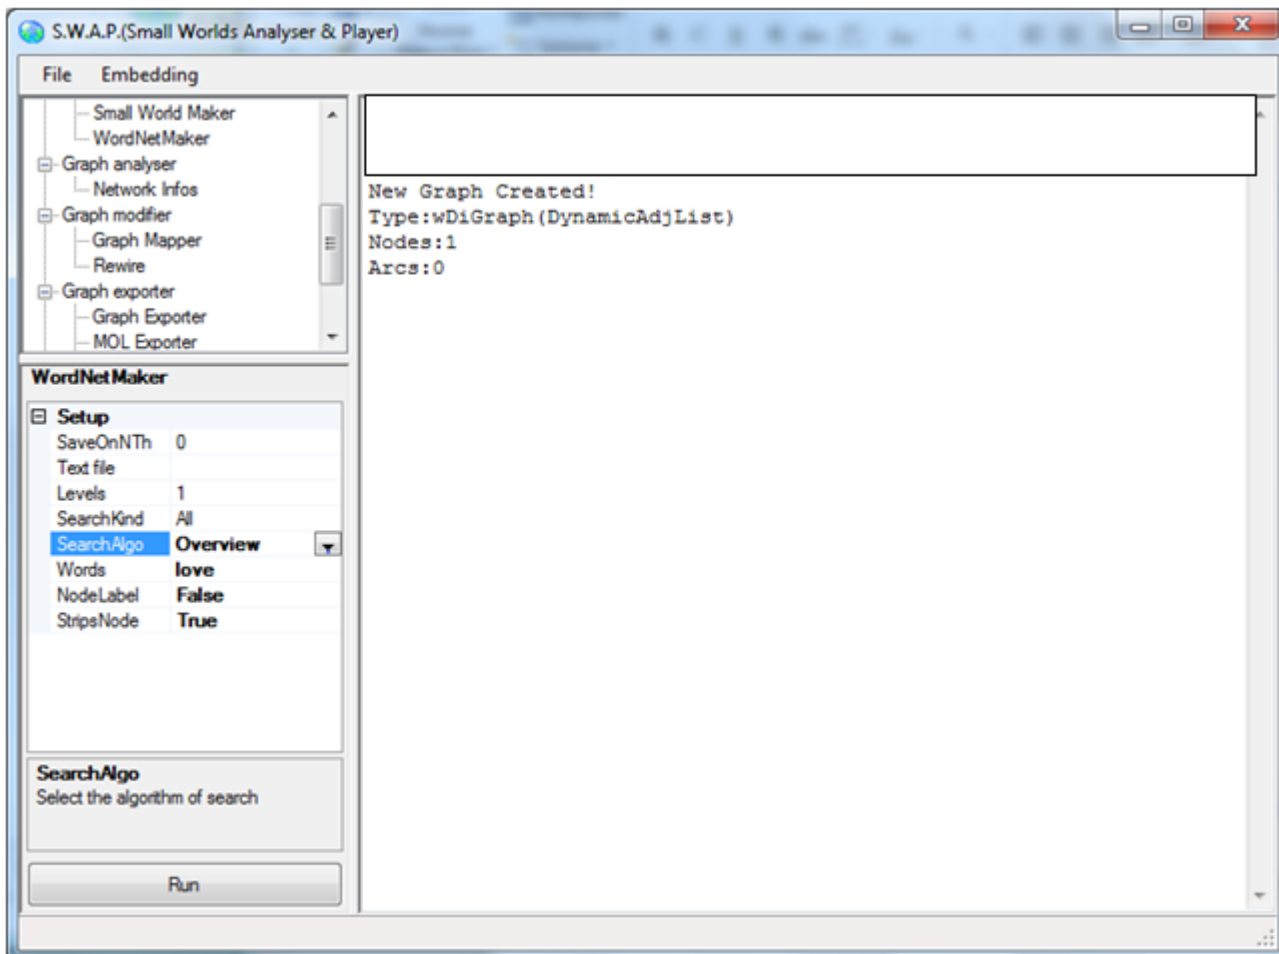 S.W.A.P.(Small Worlds Analyser & Player)
File Embedding
Small World Maker
WordNetMaker
Graph analyser
Network Infos
Graph modifier
Graph Mapper
Rewire
Graph exporter
Graph Exporter
MOL Exporter
WordNetMaker
Setup
SaveOnNTh 0
Text file
Levels 1
SearchKind All
SearchAlgo Overview
Words love
NodeLabel False
StripsNode True
SearchAlgo
Select the algorithm of search
Run
New Graph Created!
Type:wDiGraph(DynamicAdjList)
Nodes:1
Arcs:0